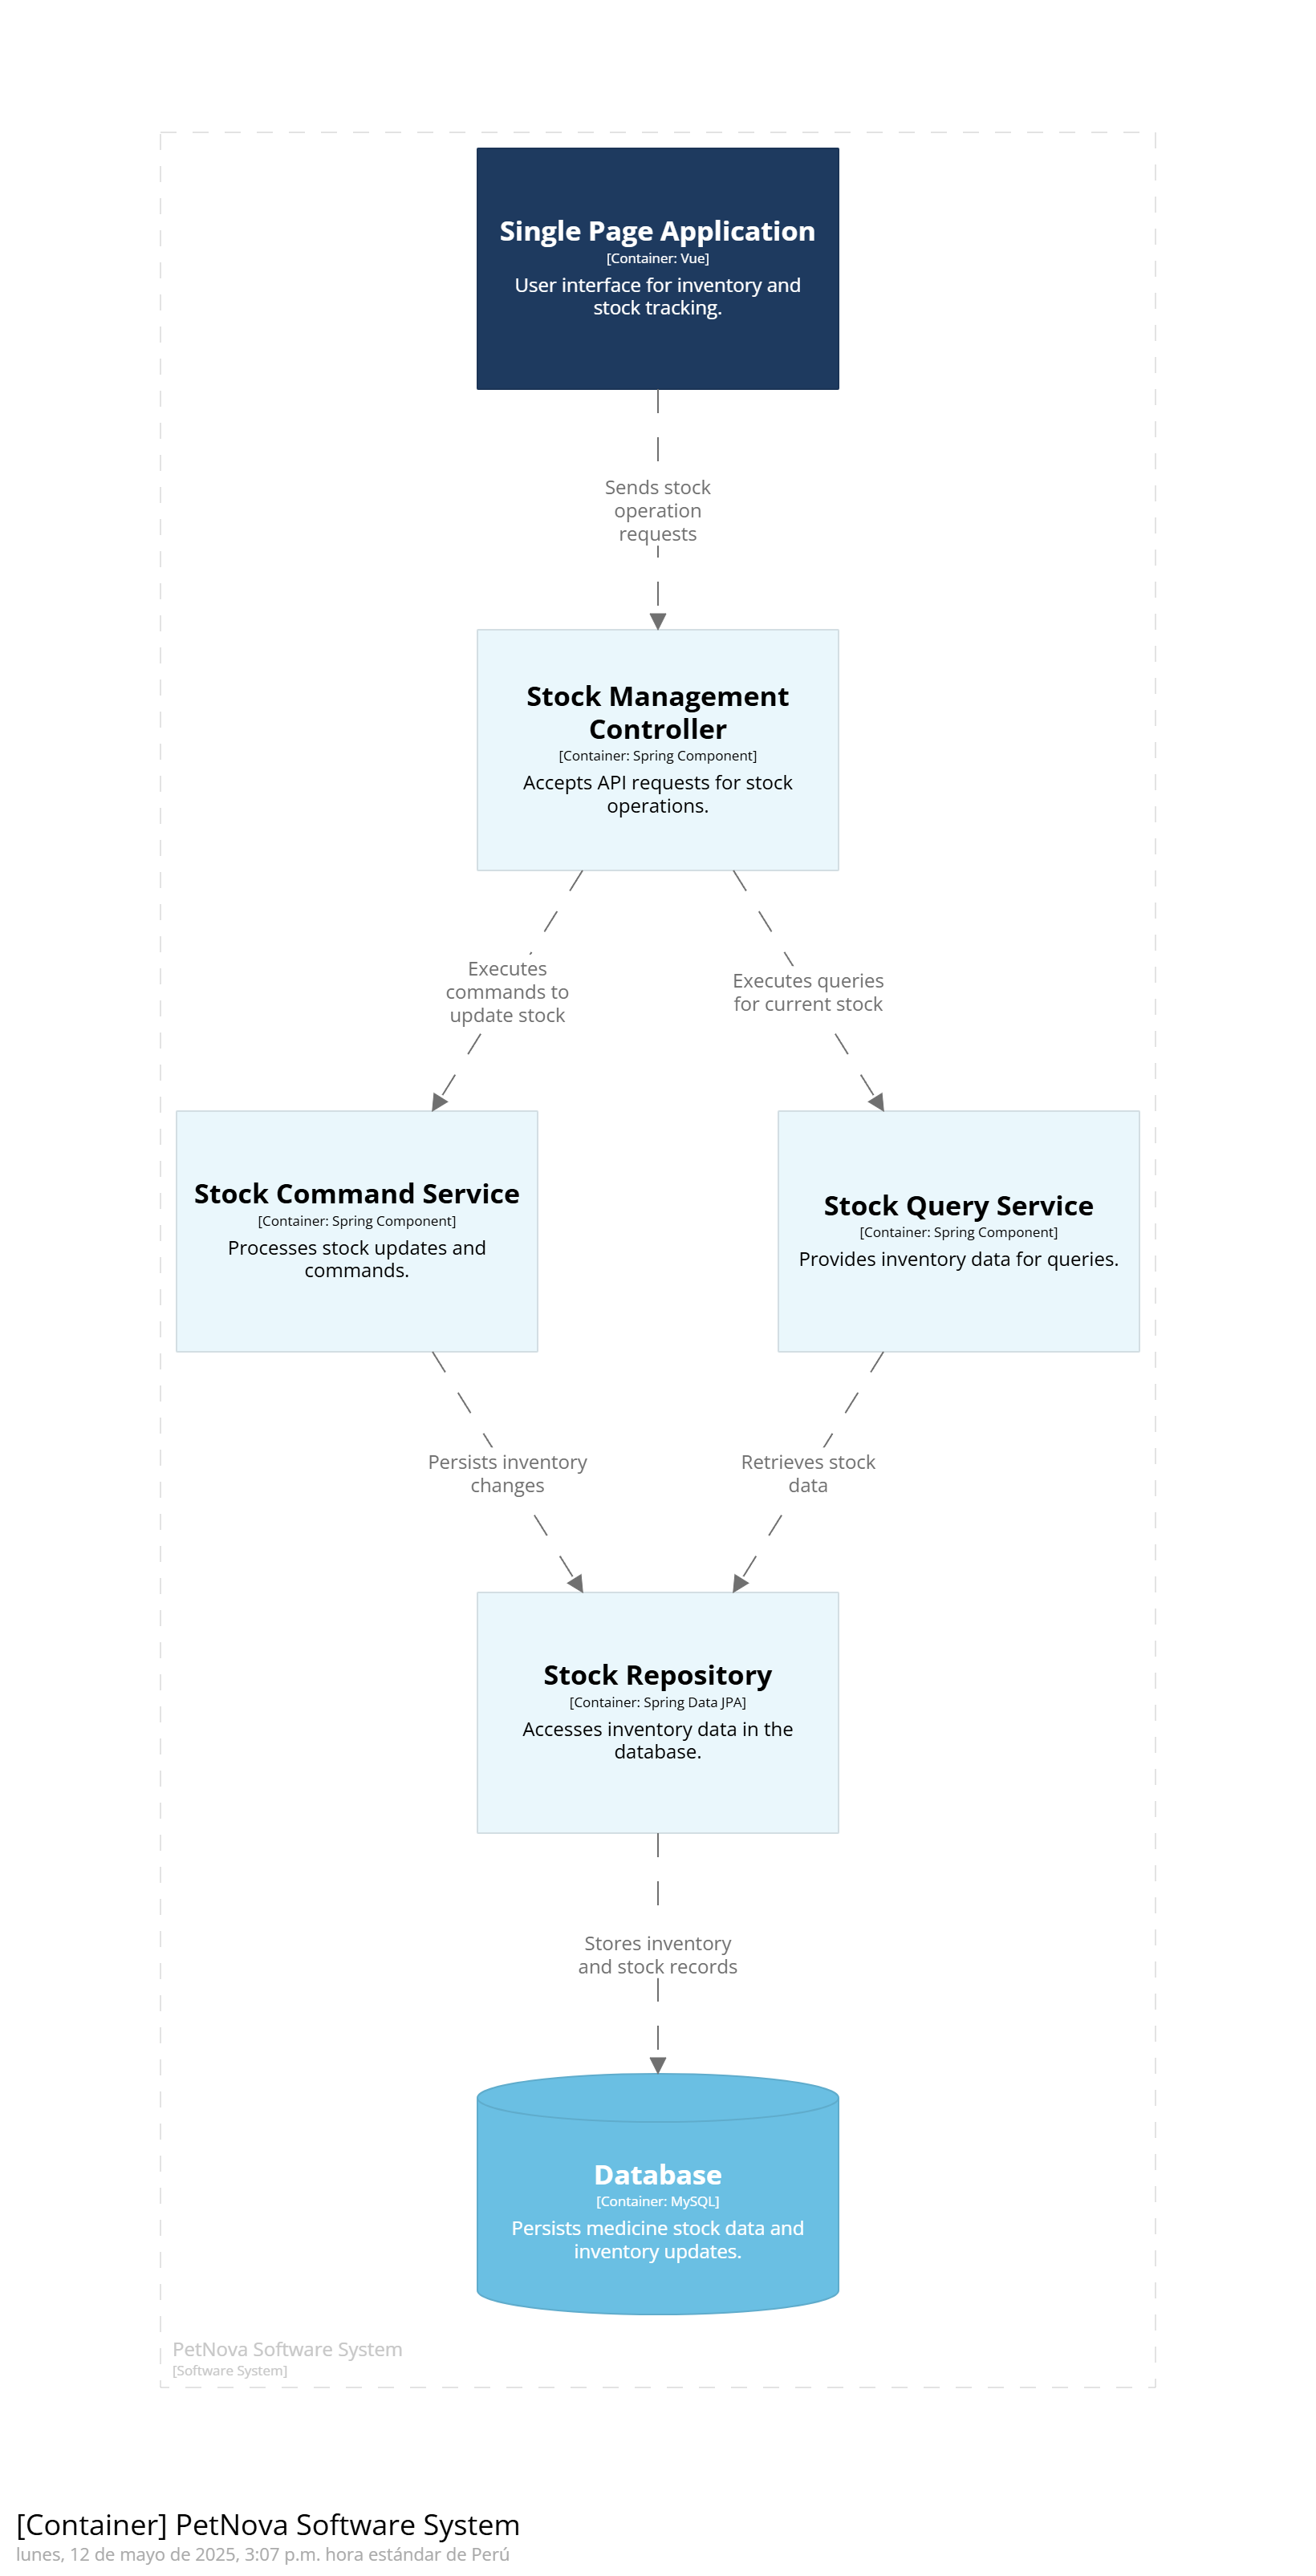 Single Page Application
[Container: Vue]
User interface for inventory and
stock tracking.
Sends stock
operation
requests
Stock Management
Controller
[Container: Spring Component]
Accepts API requests for stock
operations.
Executes
commands to
update stock
Executes queries
for current stock
Stock Command Service
[Container: Spring Component]
Processes stock updates and
commands.
Stock Query Service
[Container: Spring Component]
Provides inventory data for queries.
Persists inventory
changes
Retrieves stock
data
Stock Repository
[Container: Spring Data JPA]
Accesses inventory data in the
database.
Stores inventory
and stock records
Database
[Container: MySQL]
Persists medicine stock data and
inventory updates.
PetNova Software System
[Software System]
[Container] PetNova Software System
lunes, 12 de mayo de 2025, 3:07 p.m. hora estándar de Perú